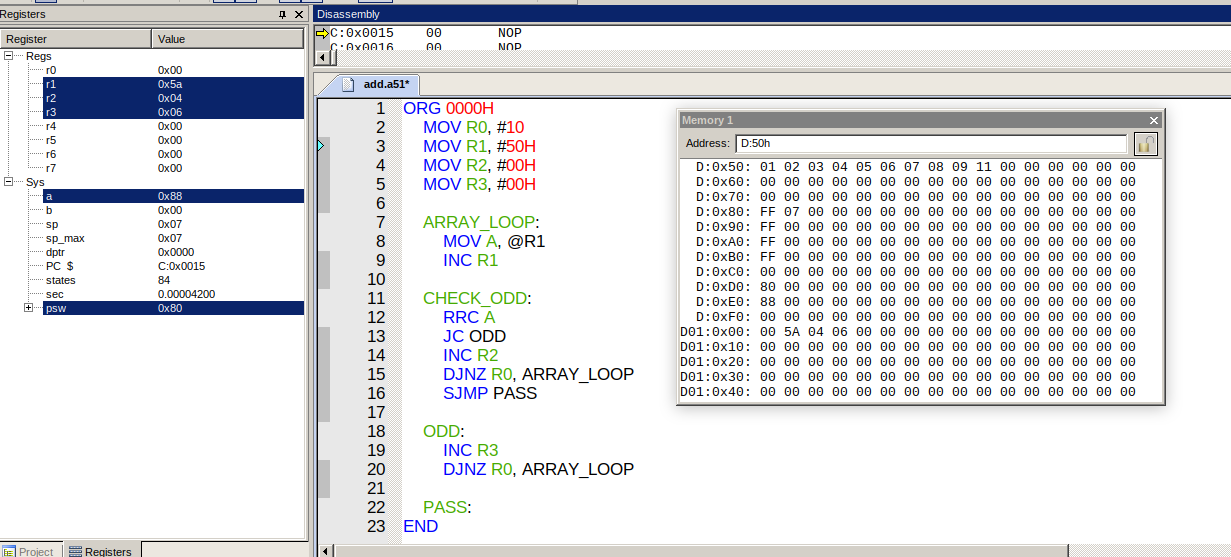 Registers
Register Value
Regs
r0 0x00
r1 0x5a
r2 0x04
r3 0x06
r4 0x00
r5 0x00
r6 0x00
r7 0x00
Sys
a 0x88
b 0x00
sp 0x07
sp_max 0x07
dptr 0x0000
PC $ C:0x0015
states 84
sec 0.00004200
psw 0x80
Project Registers
Disassembly
C:0x0015 00 NOP
C:0x0016 00 NOP
add.a51*
1 ORG 0000H
2 MOV R0, #10
3 MOV R1, #50H
4 MOV R2, #00H
5 MOV R3, #00H
6
7 ARRAY_LOOP:
8 MOV A, @R1
9 INC R1
10
11 CHECK_ODD:
12 RRC A
13 JC ODD
14 INC R2
15 DJNZ R0, ARRAY_LOOP
16 SJMP PASS
17
18 ODD:
19 INC R3
20 DJNZ R0, ARRAY_LOOP
21
22 PASS:
23 END
Memory 1
Address: D:50h
D:0x50: 01 02 03 04 05 06 07 08 09 11 00 00 00 00 00 00
D:0x60: 00 00 00 00 00 00 00 00 00 00 00 00 00 00 00 00
D:0x70: 00 00 00 00 00 00 00 00 00 00 00 00 00 00 00 00
D:0x80: FF 07 00 00 00 00 00 00 00 00 00 00 00 00 00 00
D:0x90: FF 00 00 00 00 00 00 00 00 00 00 00 00 00 00 00
D:0xA0: FF 00 00 00 00 00 00 00 00 00 00 00 00 00 00 00
D:0xB0: FF 00 00 00 00 00 00 00 00 00 00 00 00 00 00 00
D:0xC0: 00 00 00 00 00 00 00 00 00 00 00 00 00 00 00 00
D:0xD0: 80 00 00 00 00 00 00 00 00 00 00 00 00 00 00 00
D:0xE0: 88 00 00 00 00 00 00 00 00 00 00 00 00 00 00 00
D:0xF0: 00 00 00 00 00 00 00 00 00 00 00 00 00 00 00 00
D01:0x00: 00 5A 04 06 00 00 00 00 00 00 00 00 00 00 00 00
D01:0x10: 00 00 00 00 00 00 00 00 00 00 00 00 00 00 00 00
D01:0x20: 00 00 00 00 00 00 00 00 00 00 00 00 00 00 00 00
D01:0x30: 00 00 00 00 00 00 00 00 00 00 00 00 00 00 00 00
D01:0x40: 00 00 00 00 00 00 00 00 00 00 00 00 00 00 00 00